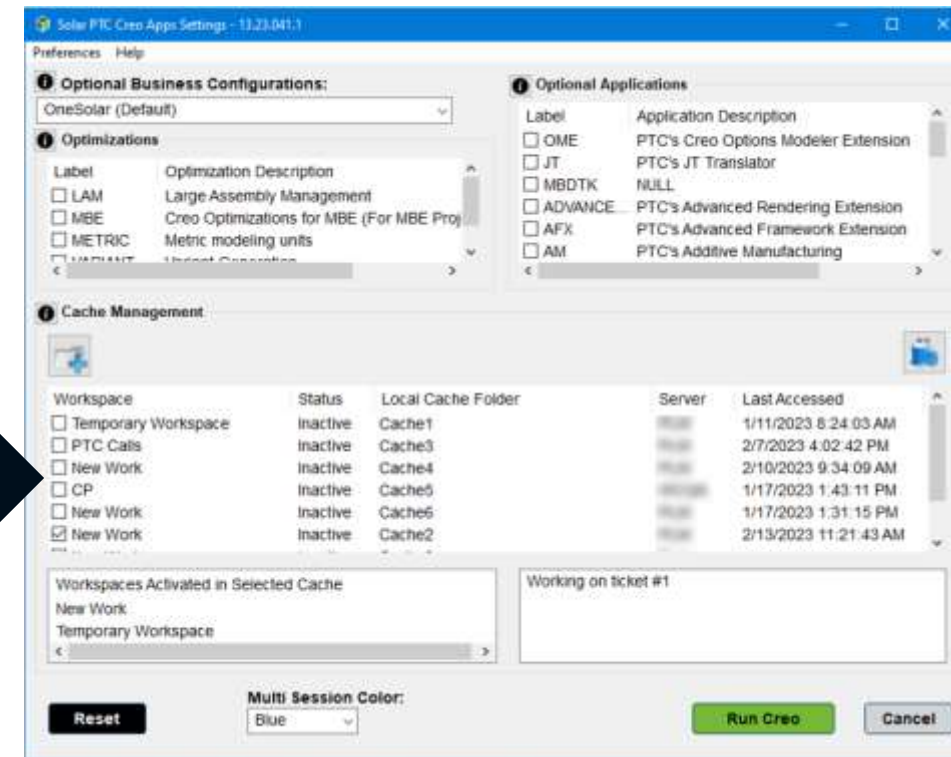 Solar PTC Creo Apps Settings - 13.23.041.1
Preferences Help
Optional Business Configurations:
OneSolar (Default)
Optimizations
Label Optimization Description
LAM Large Assembly Management
MBE Creo Optimizations for MBE (For MBE Proj
METRIC Metric modeling units
VARIANT Variant Generation
Optional Applications
Label Application Description
OME PTC's Creo Options Modeler Extension
JT PTC's JT Translator
MBDTK NULL
ADVANCE... PTC's Advanced Rendering Extension
AFX PTC's Advanced Framework Extension
AM PTC's Additive Manufacturing
Cache Management
Workspace Status Local Cache Folder Server Last Accessed
Temporary Workspace Inactive Cache1 1/11/2023 8:24:03 AM
PTC Calls Inactive Cache3 2/7/2023 4:02:42 PM
New Work Inactive Cache4 2/10/2023 9:34:09 AM
CP Inactive Cache5 1/17/2023 1:43:11 PM
New Work Inactive Cache6 1/17/2023 1:31:15 PM
New Work Inactive Cache2 2/13/2023 11:21:43 AM
Workspaces Activated in Selected Cache
New Work
Temporary Workspace
Working on ticket #1
Multi Session Color:
Reset Blue Run Creo Cancel